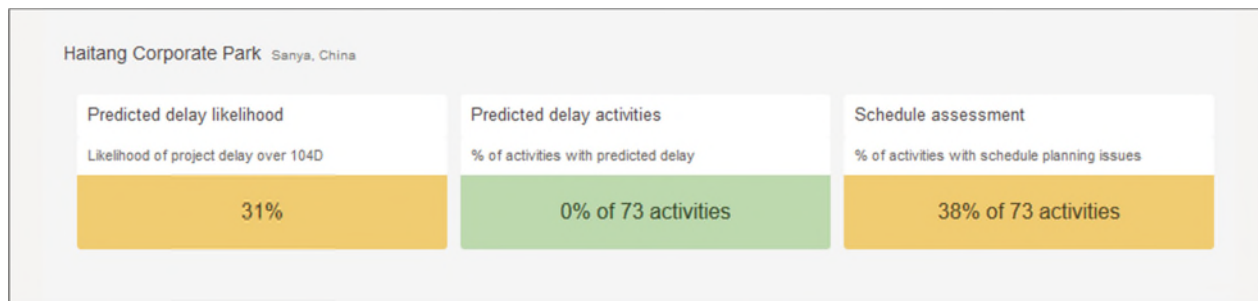 Haitang Corporate Park Sanya, China
Predicted delay likelihood
Likelihood of project delay over 104D
31%
Predicted delay activities
% of activities with predicted delay
0% of 73 activities
Schedule assessment
% of activities with schedule planning issues
38% of 73 activities